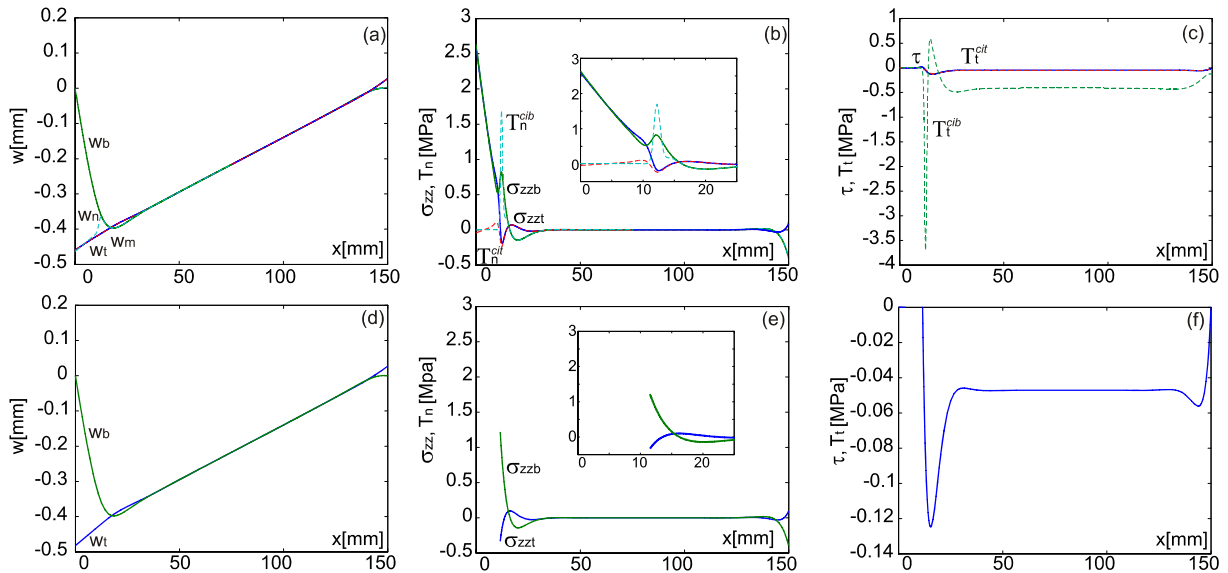 0.2
0.1
0
-0.1
-0.2
-0.3
-0.4
-0.5
w[mm]
(a)
wb
wn
wm
wt
x[mm]
0
50
100
150
3
2.5
2
1.5
1
0.5
0
-0.5
σzz, Tn [MPa]
(b)
3
2
1
0
0
10
20
Tn^cib
σzzb
σzzt
Tn^cit
x[mm]
0
50
100
150
1
0.5
0
-0.5
-1
-1.5
-2
-2.5
-3
-3.5
-4
τ, Tt [MPa]
(c)
τ
Tt^cit
Tt^cib
x[mm]
0
50
100
150
0.2
0.1
0
-0.1
-0.2
-0.3
-0.4
-0.5
w[mm]
(d)
wb
wt
x[mm]
0
50
100
150
3
2.5
2
1.5
1
0.5
0
-0.5
σzz, Tn [Mpa]
(e)
3
2
1
0
0
10
20
σzzb
σzzt
x[mm]
0
50
100
150
0
-0.02
-0.04
-0.06
-0.08
-0.1
-0.12
-0.14
τ, Tt [MPa]
(f)
x[mm]
0
50
100
150